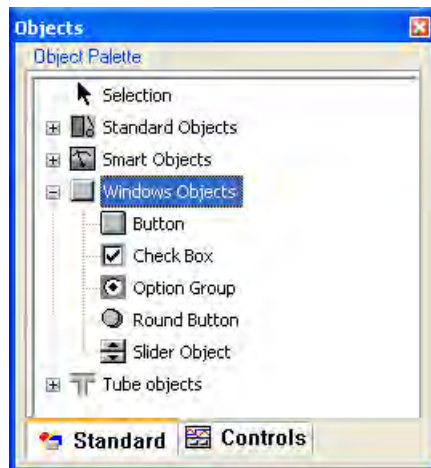 Objects
Object Palette
Selection
Standard Objects
Smart Objects
Windows Objects
Button
Check Box
Option Group
Round Button
Slider Object
Tube objects
Standard Controls